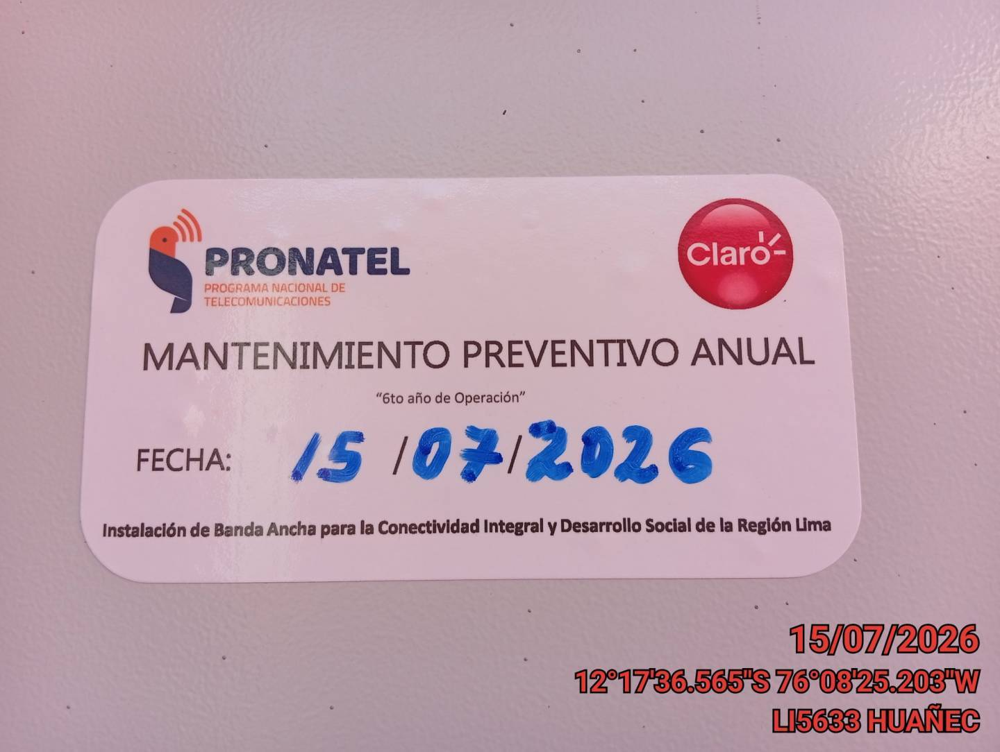 PRONATEL
PROGRAMA NACIONAL DE
TELECOMUNICACIONES
Claro
MANTENIMIENTO PREVENTIVO ANUAL
“6to año de Operación”
FECHA: 15/07/2026
Instalación de Banda Ancha para la Conectividad Integral y Desarrollo Social de la Región Lima
15/07/2026
12°17'36.565"S 76°08'25.203"W
LI5633 HUAÑEC